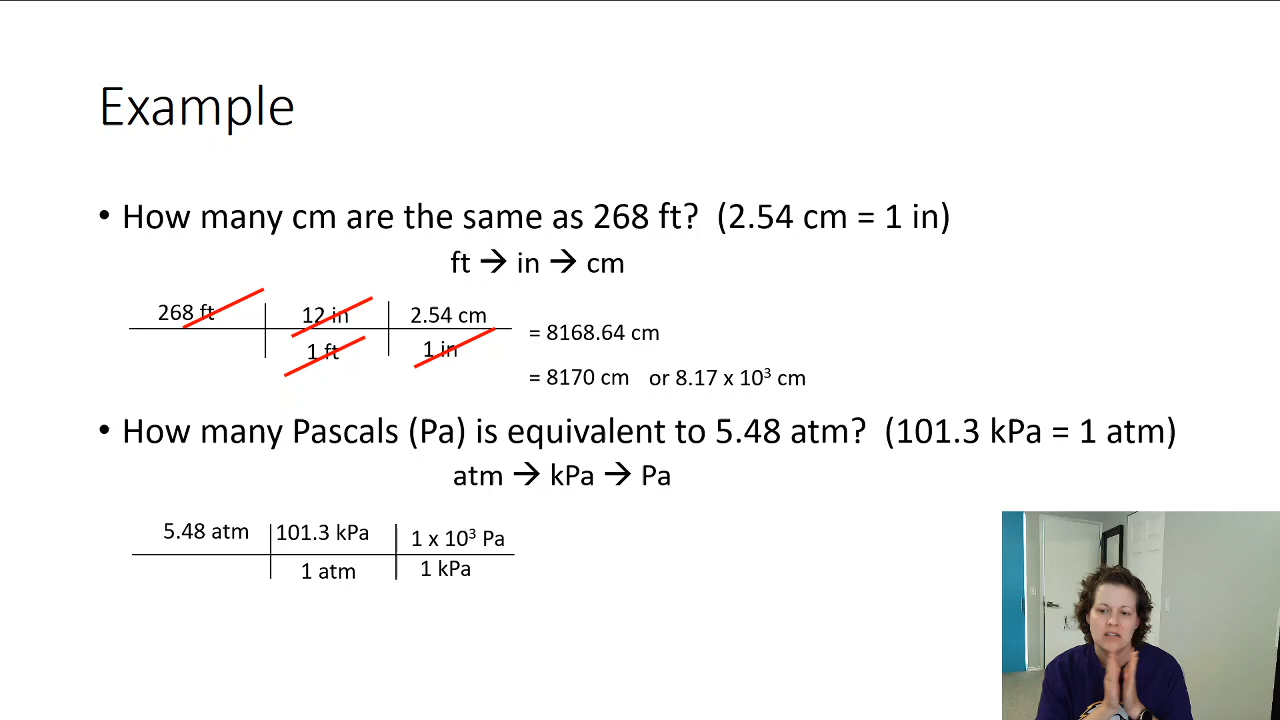 Example
• How many cm are the same as 268 ft? (2.54 cm = 1 in)
ft → in → cm
268 ft 12 in 2.54 cm
1 ft 1 in
= 8168.64 cm
= 8170 cm or 8.17 x 10³ cm
• How many Pascals (Pa) is equivalent to 5.48 atm? (101.3 kPa = 1 atm)
atm → kPa → Pa
5.48 atm 101.3 kPa 1 x 10³ Pa
1 atm 1 kPa